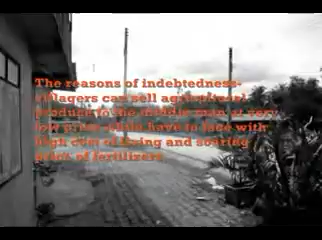 The reasons of indebtedness-
villagers can sell agricultural
produce to the middle man at very
low price while have to face with
high cost of living and soaring
price of fertilizers